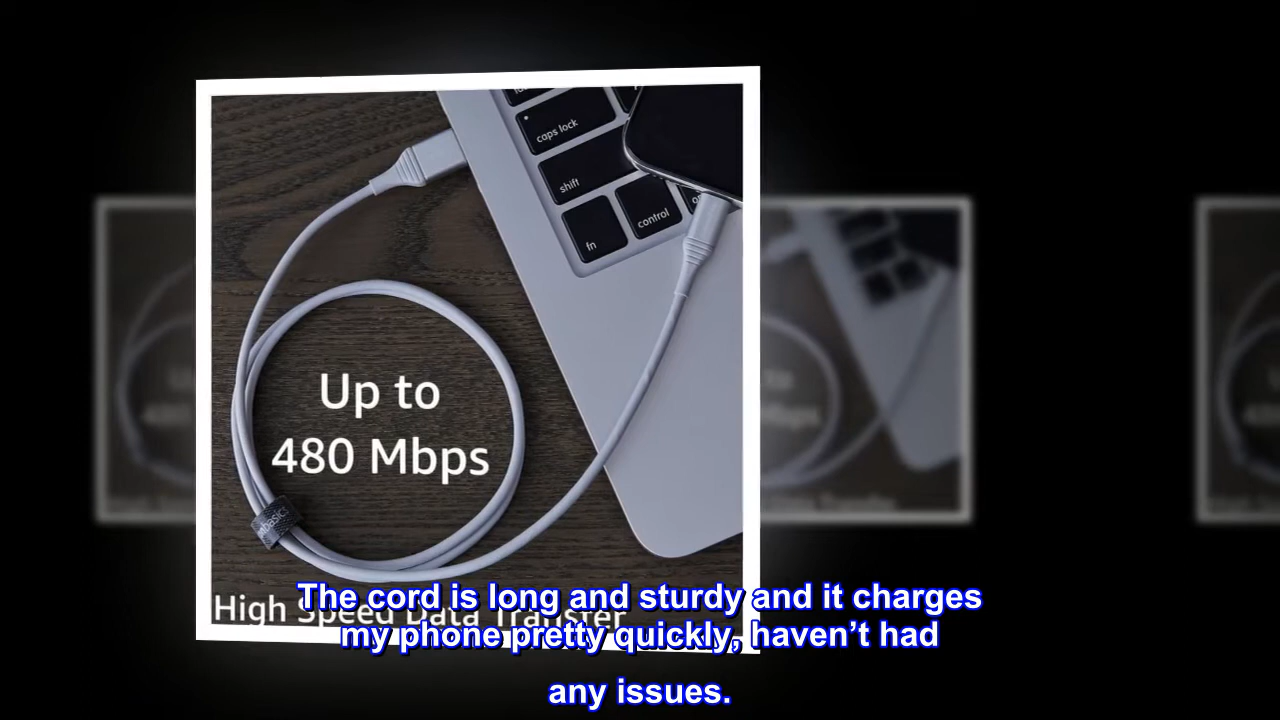 caps lock
shift
fn
control
Up to
480 Mbps
High Speed Data Transfer
The cord is long and sturdy and it charges
my phone pretty quickly, haven’t had
any issues.